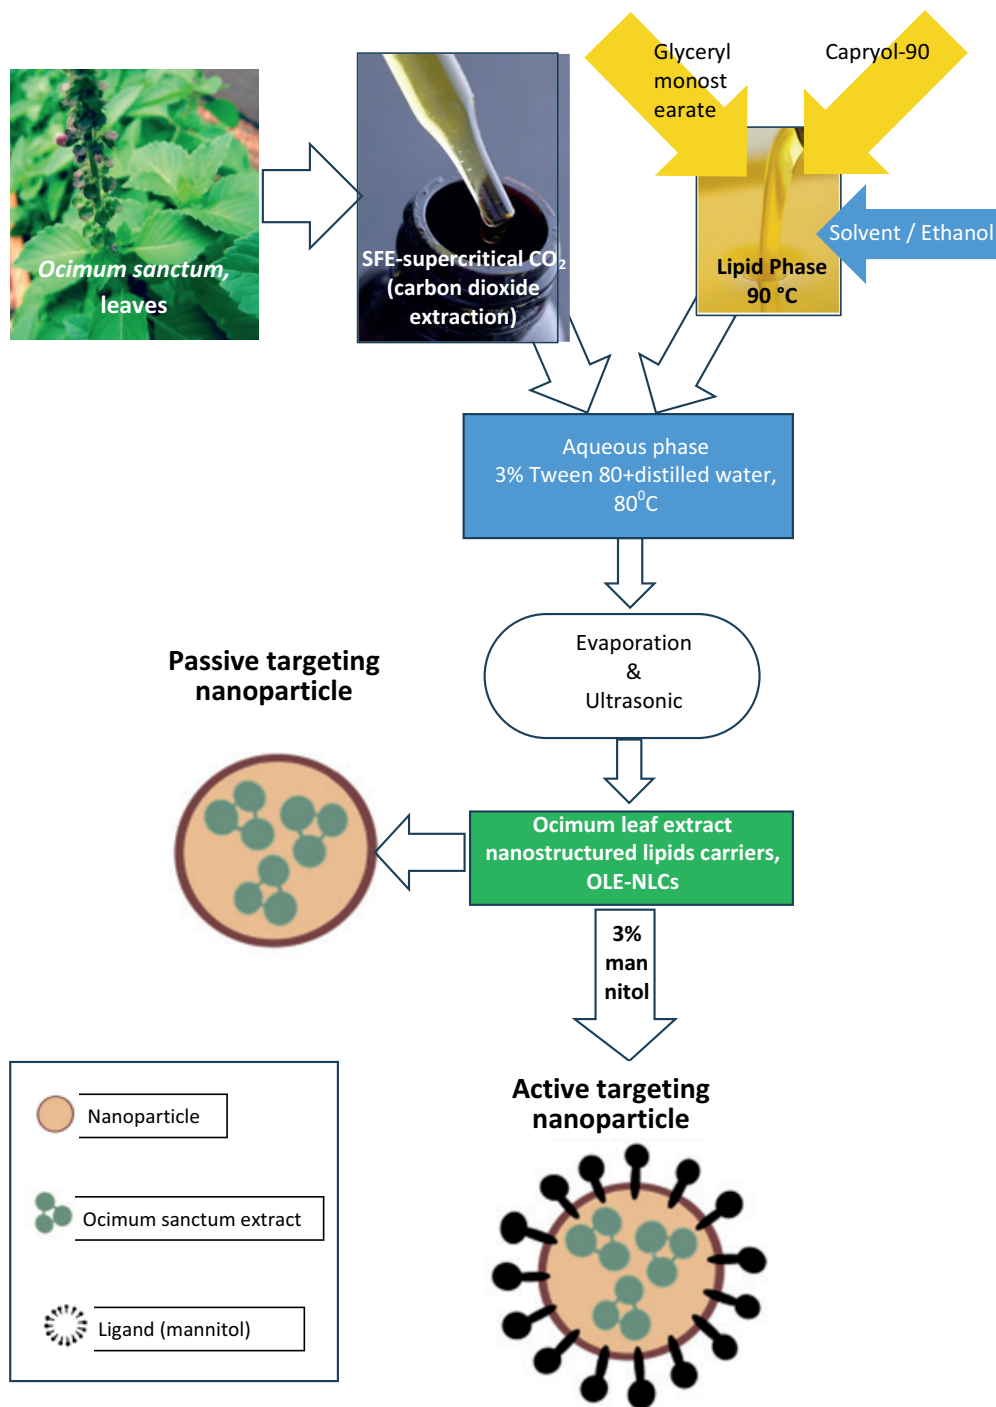 Glyceryl
monost
earate
Capryol-90
Ocimum sanctum,
leaves
SFE-supercritical CO₂
(carbon dioxide
extraction)
Solvent / Ethanol
Lipid Phase
90 °C
Aqueous phase
3% Tween 80+distilled water,
80⁰C
Evaporation
&
Ultrasonic
Passive targeting
nanoparticle
Ocimum leaf extract
nanostructured lipids carriers,
OLE-NLCs
3%
man
nitol
Active targeting
nanoparticle
Nanoparticle
Ocimum sanctum extract
Ligand (mannitol)